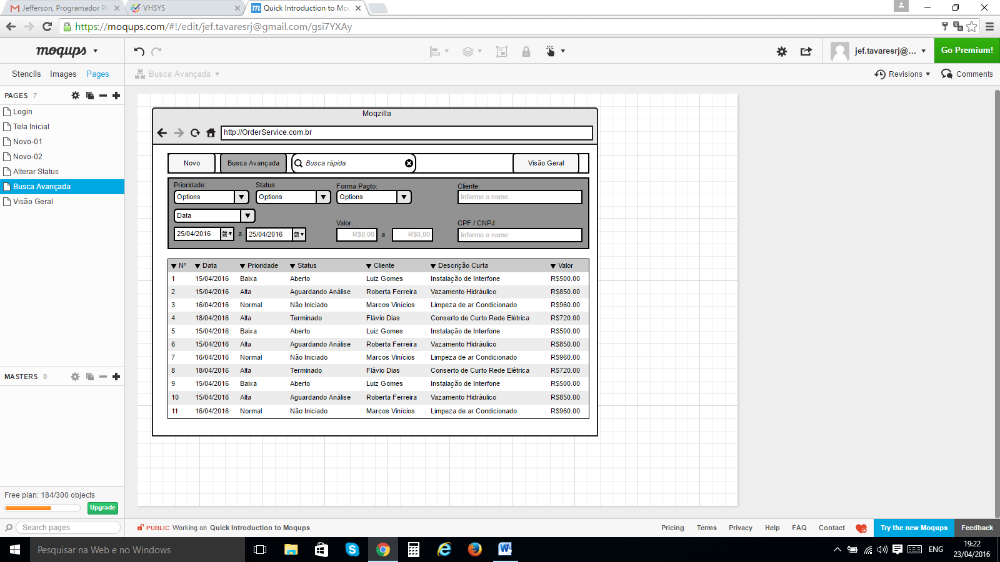 Jefferson, Programador Pl
VHSYS
Quick Introduction to Mo
https://moqups.com/#!/edit/jef.tavaresrj@gmail.com/gsi7YXAy
moqups
jef.tavaresrj@...
Go Premium!
Stencils Images Pages
Busca Avançada
Revisions
Comments
PAGES 7
Login
Tela Inicial
Novo-01
Novo-02
Alterar Status
Busca Avançada
Visão Geral
MASTERS 0
Free plan: 184/300 objects
Upgrade
Search pages
Moqzilla
http://OrderService.com.br
Novo Busca Avançada Busca rápida Visão Geral
Prioridade: Status: Forma Pagto: Cliente:
Options Options Options Informe o nome
Data
Valor: CPF / CNPJ:
25/04/2016 a 25/04/2016 R$0,00 a R$0,00 Informe o nome
Nº Data Prioridade Status Cliente Descrição Curta Valor
1 15/04/2016 Baixa Aberto Luiz Gomes Instalação de Interfone R$500.00
2 15/04/2016 Alta Aguardando Análise Roberta Ferreira Vazamento Hidráulico R$850.00
3 16/04/2016 Normal Não Iniciado Marcos Vinícios Limpeza de ar Condicionado R$960.00
4 18/04/2016 Alta Terminado Flávio Dias Conserto de Curto Rede Elétrica R$720.00
5 15/04/2016 Baixa Aberto Luiz Gomes Instalação de Interfone R$500.00
6 15/04/2016 Alta Aguardando Análise Roberta Ferreira Vazamento Hidráulico R$850.00
7 16/04/2016 Normal Não Iniciado Marcos Vinícios Limpeza de ar Condicionado R$960.00
8 18/04/2016 Alta Terminado Flávio Dias Conserto de Curto Rede Elétrica R$720.00
9 15/04/2016 Baixa Aberto Luiz Gomes Instalação de Interfone R$500.00
10 15/04/2016 Alta Aguardando Análise Roberta Ferreira Vazamento Hidráulico R$850.00
11 16/04/2016 Normal Não Iniciado Marcos Vinícios Limpeza de ar Condicionado R$960.00
PUBLIC Working on Quick Introduction to Moqups
Pricing Terms Privacy Help FAQ Contact
Try the new Moqups
Feedback
Pesquisar na Web e no Windows
ENG
19:22
23/04/2016